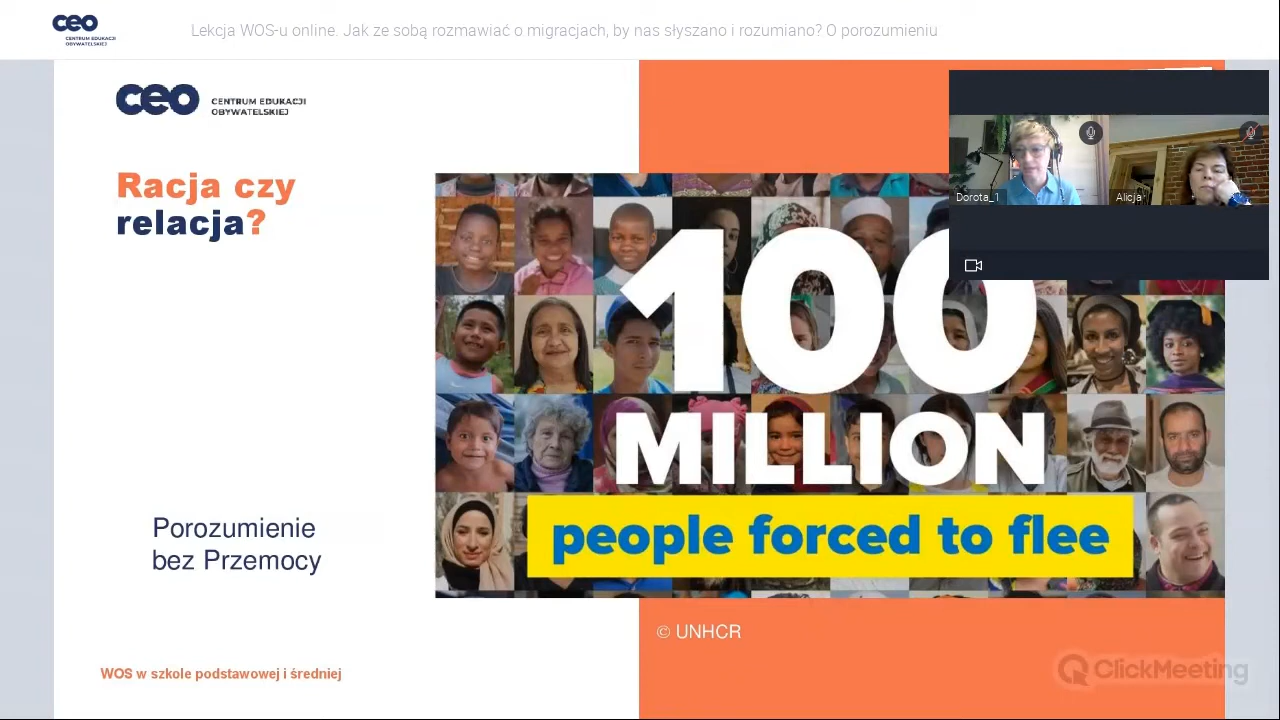 ceo
CENTRUM EDUKACJI
OBYWATELSKIEJ
Lekcja WOS-u online. Jak ze sobą rozmawiać o migracjach, by nas słyszano i rozumiano? O porozumieniu
ceo
CENTRUM EDUKACJI
OBYWATELSKIEJ
Racja czy
relacja?
Dorota_1
Alicja
100
MILLION
people forced to flee
Porozumienie
bez Przemocy
© UNHCR
WOS w szkole podstawowej i średniej
ClickMeeting